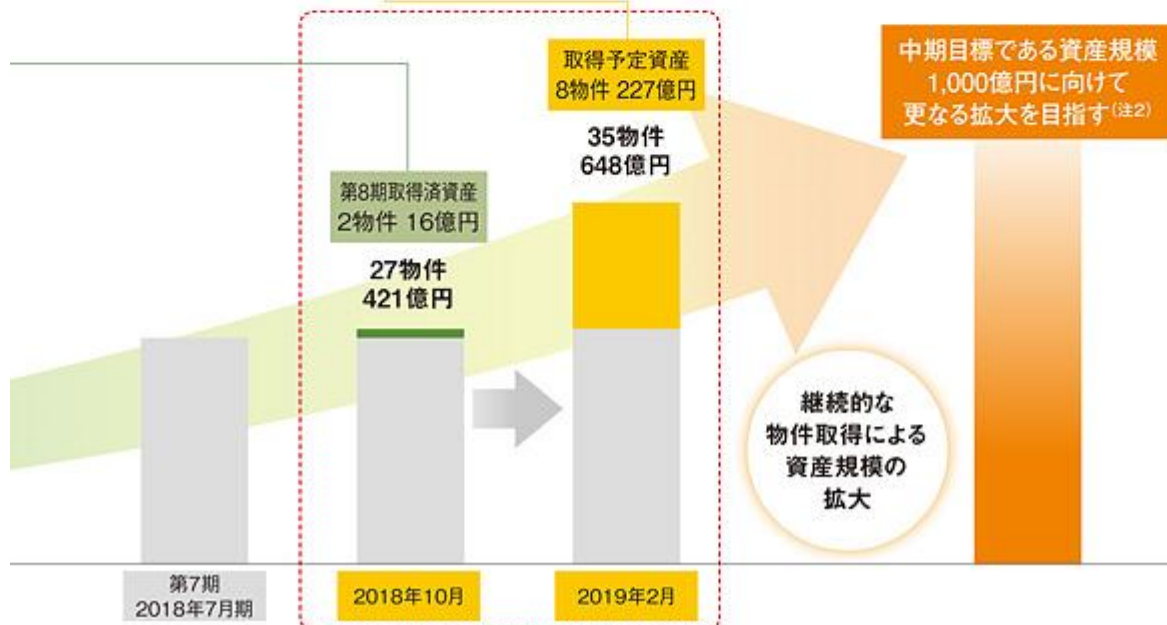 取得予定資産
8物件 227億円
35物件
648億円
第8期取得済資産
2物件 16億円
27物件
421億円
中期目標である資産規模
1,000億円に向けて
更なる拡大を目指す(注2)
継続的な
物件取得による
資産規模の
拡大
第7期
2018年7月期
2018年10月
2019年2月